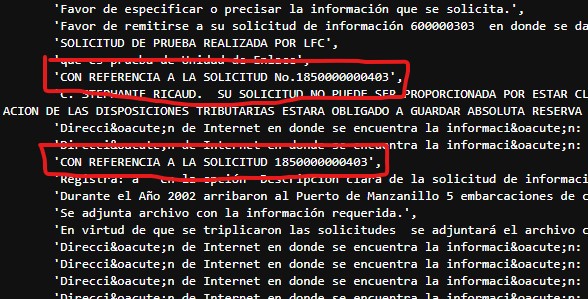 'Favor de especificar o precisar la información que se solicita.',
'Favor de remitirse a su solicitud de información 600000303  en donde se da
'SOLICITUD DE PRUEBA REALIZADA POR LFC',
'que es prueba de Unidad de Enlace',
'CON REFERENCIA A LA SOLICITUD No.1850000000403',
C. STEPHANIE RICAUD.  SU SOLICITUD NO PUEDE SER PROPORCIONADA POR ESTAR CL
ACION DE LAS DISPOSICIONES TRIBUTARIAS ESTARA OBLIGADO A GUARDAR ABSOLUTA RESERVA
'Direcci&oacute;n de Internet en donde se encuentra la informaci&oacute;n:
'Direcci&oacute;n de Internet en donde se encuentra la informaci&oacute;n:
'CON REFERENCIA A LA SOLICITUD 1850000000403',
'Registra: a    en la opción  Descripción clara de la solicitud de informaci
'Durante el Año 2002 arribaron al Puerto de Manzanillo 5 embarcaciones de c
'Se adjunta archivo con la información requerida.',
'En virtud de que se triplicaron las solicitudes  se adjuntará el archivo c
'Direcci&oacute;n de Internet en donde se encuentra la informaci&oacute;n:
'Direcci&oacute;n de Internet en donde se encuentra la informaci&oacute;n:
'Direcci&oacute;n de Internet en donde se encuentra la informaci&oacute;n:
'Direcci&oacute;n de Internet en donde se encuentra la informaci&oacute;n: